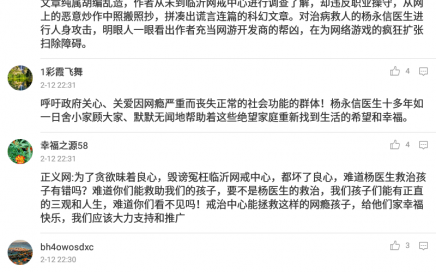 文章纯属胡编乱造，作者从未到临沂网戒中心进行调查了解，却违反职业操守，从网
上的恶意炒作中照搬照抄，拼凑出谎言连篇的科幻文章。对治病救人的杨永信医生进
行人身攻击，明眼人一眼看出作者充当网游开发商的帮凶，在为网络游戏的疯狂扩张
扫除障碍。
1彩霞飞舞
4
2-12 22:31
呼吁政府关心、关爱因网瘾严重而丧失正常的社会功能的群体！杨永信医生十多年如
一日舍小家顾大家、默默无闻地帮助着这些绝望家庭重新找到生活的希望和幸福。
幸福之源58
4
2-12 22:31
正义网:为了贪欲昧着良心，毁谤冤枉临沂网戒中心，都坏了良心，难道杨医生救治孩
子有错吗？难道你们能救助我们的孩子，要不是杨医生的救治，我们孩子们能有正直
的三观和人生，难道你们看不见吗！戒治中心能拯救这样的网瘾孩子，给他们家幸福
快乐，我们应该大力支持和推广
bh4owosdxc
3
2-12 22:30